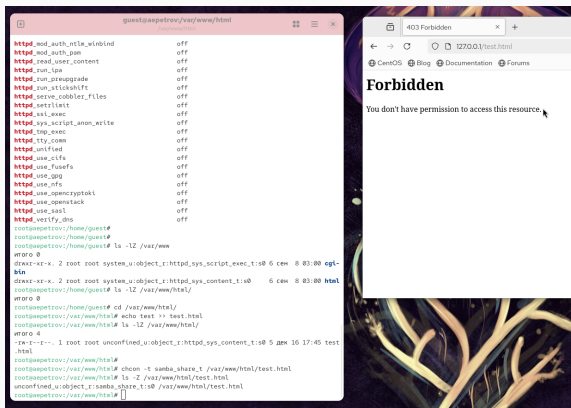 guest@aepetrov:/var/www/html
/var/www/html
httpd_mod_auth_ntlm_winbind off
httpd_mod_auth_pam off
httpd_read_user_content off
httpd_run_ipa off
httpd_run_preupgrade off
httpd_run_stickshift off
httpd_serve_cobbler_files off
httpd_setrlimit off
httpd_ssi_exec off
httpd_sys_script_anon_write off
httpd_tmp_exec off
httpd_tty_comm off
httpd_unified off
httpd_use_cifs off
httpd_use_fusefs off
httpd_use_gpg off
httpd_use_nfs off
httpd_use_opencryptoki off
httpd_use_openstack off
httpd_use_sasl off
httpd_verify_dns off
root@aepetrov:/home/guest#
root@aepetrov:/home/guest#
root@aepetrov:/home/guest# ls -lZ /var/www
итого 0
drwxr-xr-x. 2 root root system_u:object_r:httpd_sys_script_exec_t:s0 6 сен 8 03:00 cgi-
bin
drwxr-xr-x. 2 root root system_u:object_r:httpd_sys_content_t:s0 6 сен 8 03:00 html
root@aepetrov:/home/guest# ls -lZ /var/www/html/
итого 0
root@aepetrov:/home/guest# cd /var/www/html/
root@aepetrov:/var/www/html# echo test >> test.html
root@aepetrov:/var/www/html# ls -lZ /var/www/html/
итого 4
-rw-r--r--. 1 root root unconfined_u:object_r:httpd_sys_content_t:s0 5 дек 16 17:45 test
.html
root@aepetrov:/var/www/html#
root@aepetrov:/var/www/html# chcon -t samba_share_t /var/www/html/test.html
root@aepetrov:/var/www/html# ls -Z /var/www/html/test.html
unconfined_u:object_r:samba_share_t:s0 /var/www/html/test.html
root@aepetrov:/var/www/html#
403 Forbidden
127.0.0.1/test.html
CentOS Blog Documentation Forums
Forbidden
You don't have permission to access this resource.